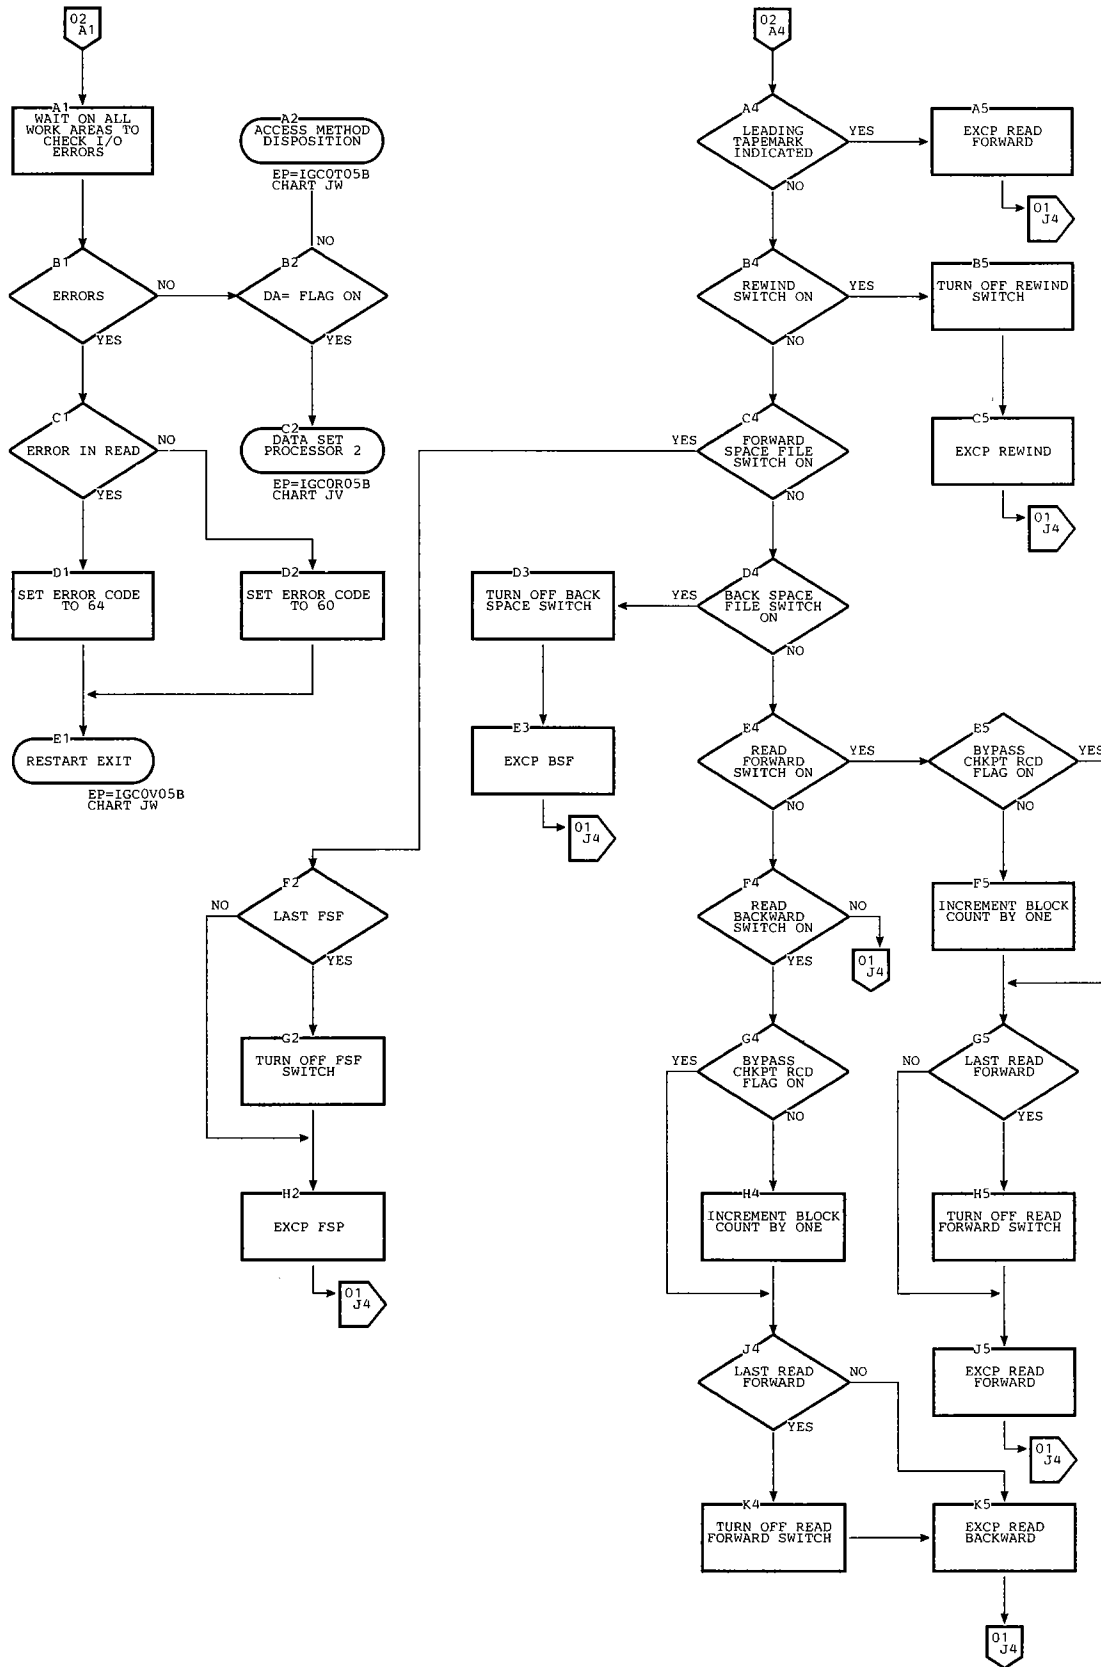 02
A1
A1
WAIT ON ALL
WORK AREAS TO
CHECK I/O
ERRORS
A2
ACCESS METHOD
DISPOSITION
EP=IGC0T05B
CHART JW
NO
B1
ERRORS
NO
YES
B2
DA= FLAG ON
YES
C1
ERROR IN READ
NO
YES
C2
DATA SET
PROCESSOR 2
EP=IGC0R05B
CHART JV
D1
SET ERROR CODE
TO 64
D2
SET ERROR CODE
TO 60
E1
RESTART EXIT
EP=IGC0V05B
CHART JW
F2
LAST FSF
NO
YES
G2
TURN OFF FSF
SWITCH
H2
EXCP FSP
01
J4
02
A4
A4
LEADING
TAPEMARK
INDICATED
YES
NO
A5
EXCP READ
FORWARD
01
J4
B4
REWIND
SWITCH ON
YES
NO
B5
TURN OFF REWIND
SWITCH
C4
FORWARD
SPACE FILE
SWITCH ON
YES
NO
C5
EXCP REWIND
01
J4
D3
TURN OFF BACK
SPACE SWITCH
YES
D4
BACK SPACE
FILE SWITCH
ON
NO
E3
EXCP BSF
01
J4
E4
READ
FORWARD
SWITCH ON
YES
NO
E5
BYPASS
CHKPT RCD
FLAG ON
YES
NO
F4
READ
BACKWARD
SWITCH ON
NO
YES
01
J4
F5
INCREMENT BLOCK
COUNT BY ONE
G4
BYPASS
CHKPT RCD
FLAG ON
YES
NO
G5
LAST READ
FORWARD
NO
YES
H4
INCREMENT BLOCK
COUNT BY ONE
H5
TURN OFF READ
FORWARD SWITCH
J4
LAST READ
FORWARD
NO
YES
J5
EXCP READ
FORWARD
01
J4
K4
TURN OFF READ
FORWARD SWITCH
K5
EXCP READ
BACKWARD
01
J4